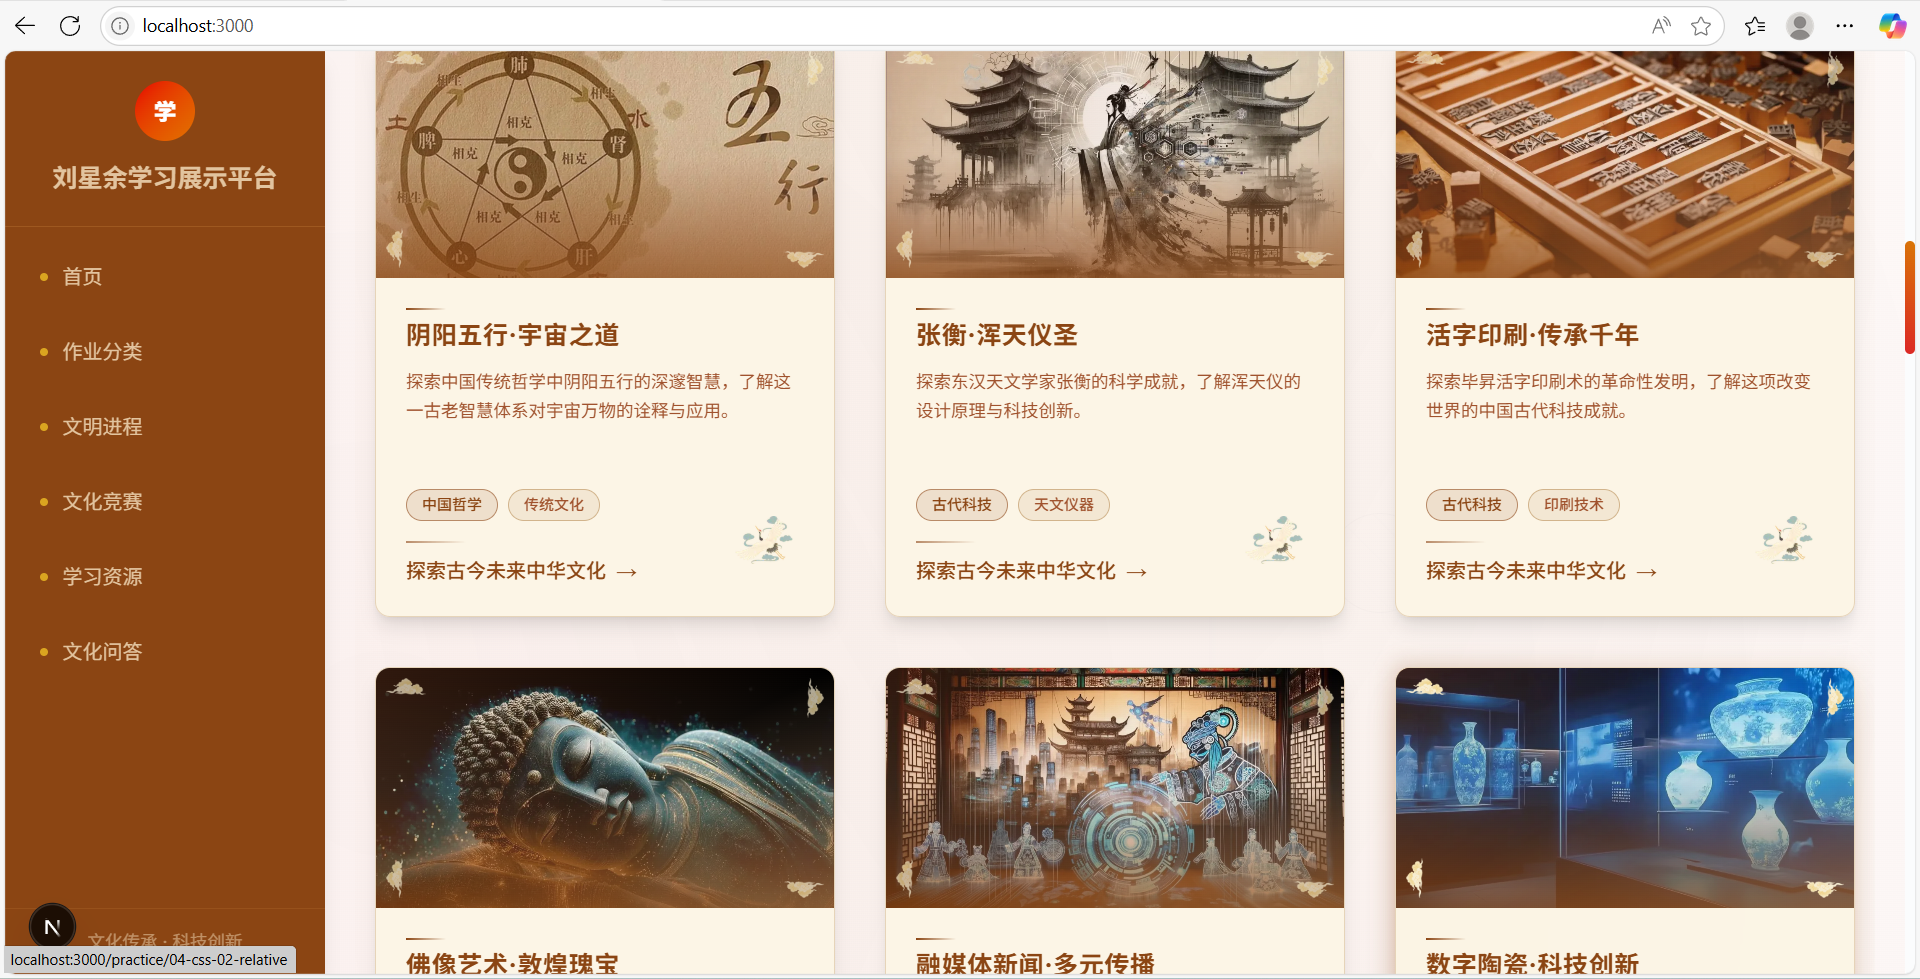 localhost:3000
学
刘星余学习展示平台
首页
作业分类
文明进程
文化竞赛
学习资源
文化问答
文化传承 · 科技创新
N
localhost:3000/practice/04-css-02-relative
肺
相生
相生
土
水
脾
肾
相克
相克
相克
相克
相克
相生
相生
心
肝
五
行
阴阳五行·宇宙之道
探索中国传统哲学中阴阳五行的深邃智慧，了解这
一古老智慧体系对宇宙万物的诠释与应用。
中国哲学
传统文化
探索古今未来中华文化 →
张衡·浑天仪圣
探索东汉天文学家张衡的科学成就，了解浑天仪的
设计原理与科技创新。
古代科技
天文仪器
探索古今未来中华文化 →
活字印刷·传承千年
探索毕昇活字印刷术的革命性发明，了解这项改变
世界的中国古代科技成就。
古代科技
印刷技术
探索古今未来中华文化 →
佛像艺术·敦煌瑰宝
融媒体新闻·多元传播
数字陶瓷·科技创新